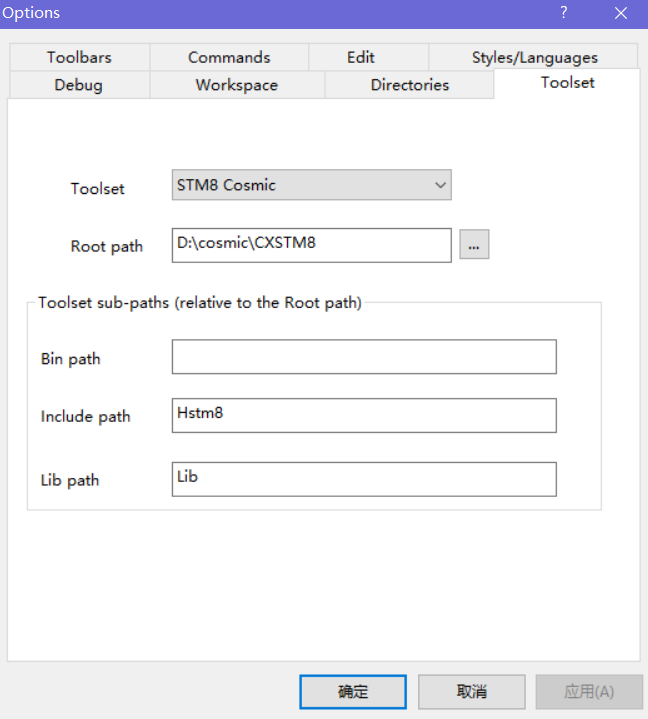 Options
Toolbars Commands Edit Styles/Languages
Debug Workspace Directories Toolset
Toolset STM8 Cosmic
Root path D:\cosmic\CXSTM8 ...
Toolset sub-paths (relative to the Root path)
Bin path
Include path Hstm8
Lib path Lib
确定 取消 应用(A)